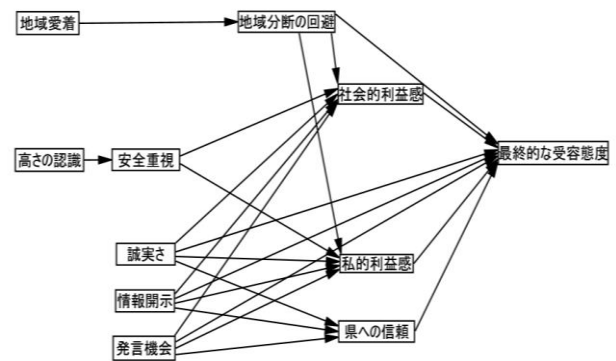 地域愛着
地域分断の回避
社会的利益感
最終的な受容態度
高さの認識
安全重視
誠実さ
私的利益感
情報開示
県への信頼
発言機会